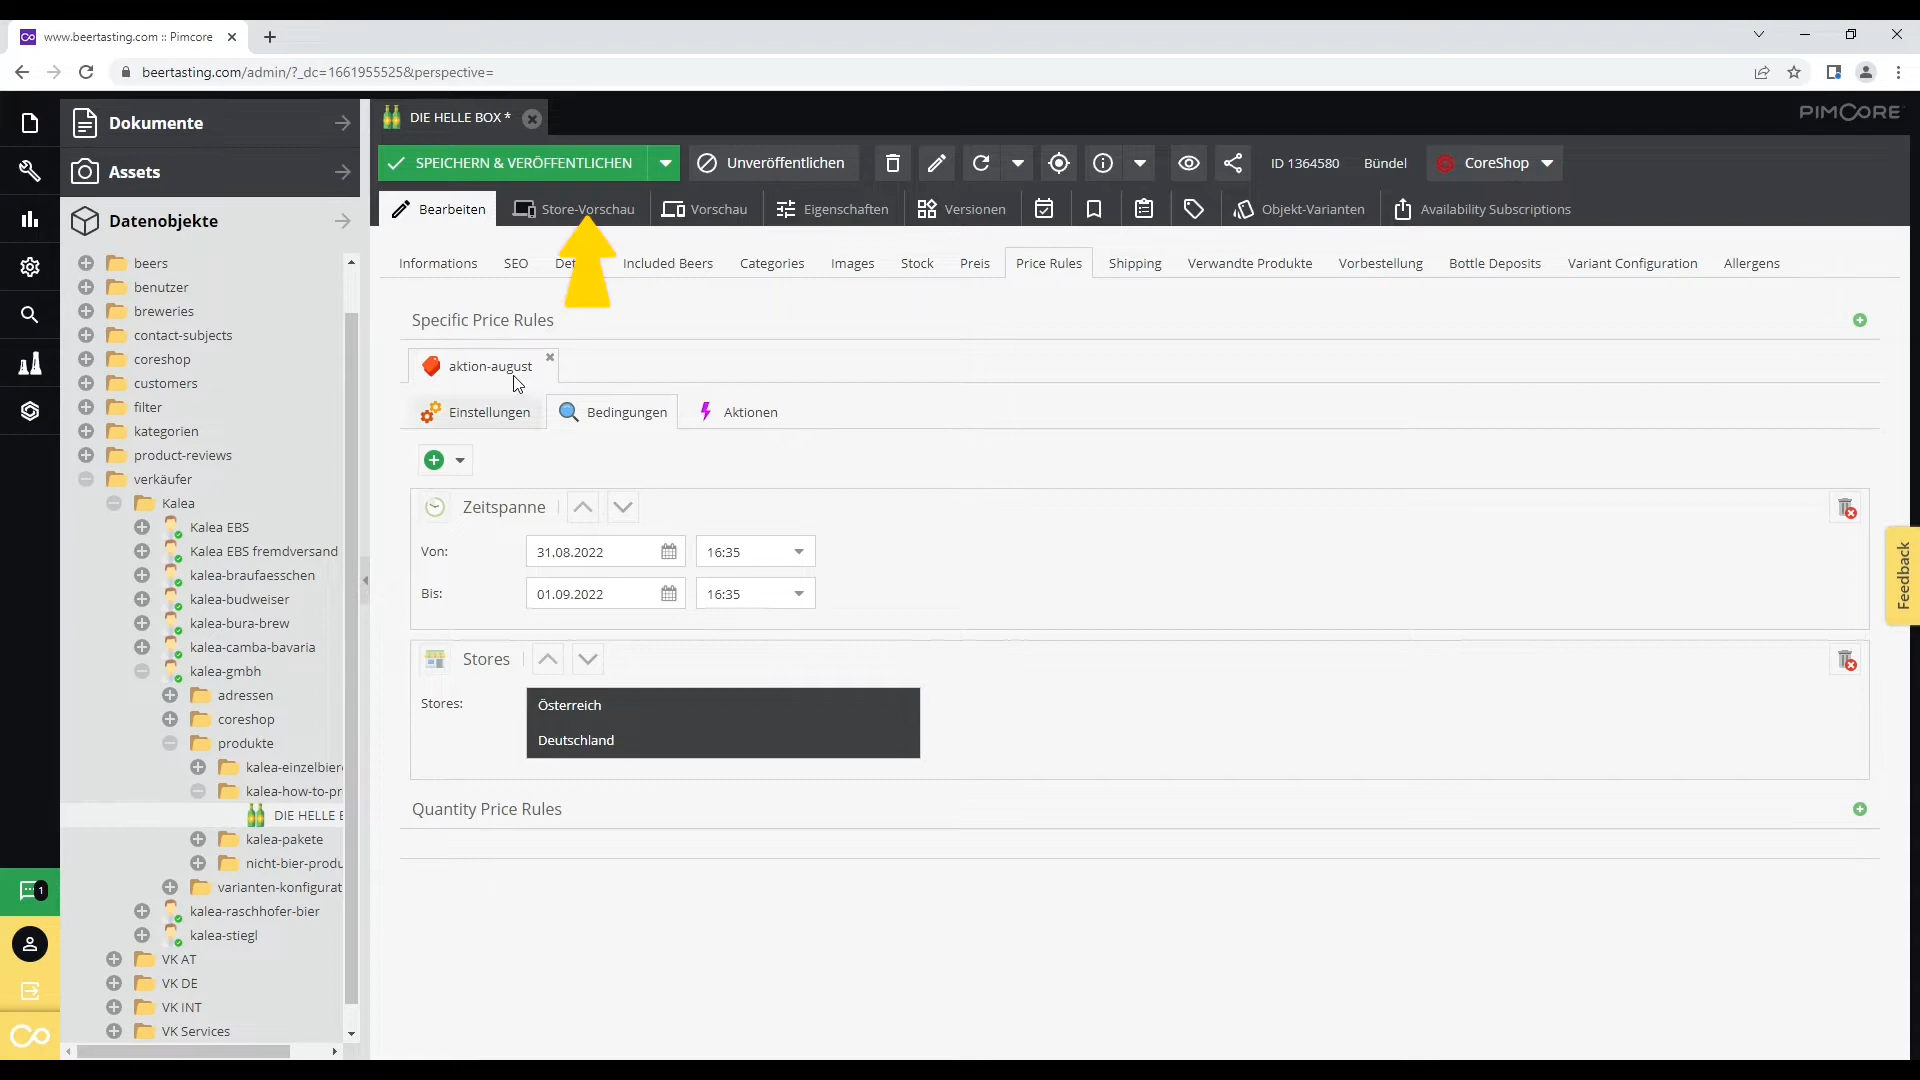 www.beertasting.com :: Pimcore
beertasting.com/admin/?_dc=1661955525&perspective=
PIMCORE
Dokumente
Assets
Datenobjekte
beers
benutzer
breweries
contact-subjects
coreshop
customers
filter
kategorien
product-reviews
verkäufer
Kalea
Kalea EBS
Kalea EBS fremdversand
kalea-braufaesschen
kalea-budweiser
kalea-bura-brew
kalea-camba-bavaria
kalea-gmbh
adressen
coreshop
produkte
kalea-einzelbier
kalea-how-to-pr
DIE HELLE B
kalea-pakete
nicht-bier-produ
varianten-konfigurat
kalea-raschhofer-bier
kalea-stiegl
VK AT
VK DE
VK INT
VK Services
1
DIE HELLE BOX *
SPEICHERN & VERÖFFENTLICHEN
Unveröffentlichen
ID 1364580
Bündel
CoreShop
Bearbeiten
Store-Vorschau
Vorschau
Eigenschaften
Versionen
Objekt-Varianten
Availability Subscriptions
Informations
SEO
Included Beers
Categories
Images
Stock
Preis
Price Rules
Shipping
Verwandte Produkte
Vorbestellung
Bottle Deposits
Variant Configuration
Allergens
Specific Price Rules
aktion-august
Einstellungen
Bedingungen
Aktionen
Zeitspanne
Von:
31.08.2022
16:35
Bis:
01.09.2022
16:35
Stores
Stores:
Österreich
Deutschland
Quantity Price Rules
Feedback